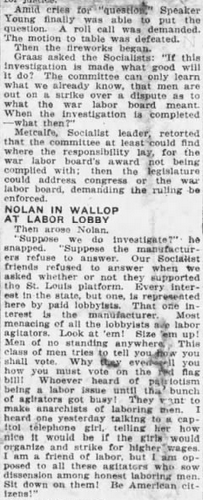 Amid cries for "question," Speaker
Young finally was able to put the
question. A roll call was demanded.
The motion to table was defeated.
Then the fireworks began.
Graas asked the Socialists: "If this
investigation is made what good will
it do? The committee can only learn
what we already know, that men are
out on a strike over a dispute as to
what the war labor board meant.
When the investigation is completed
—what then?"
Metcalfe, Socialist leader, retorted
that the committee at least could find
where the responsibility lay, for the
war labor board's award not being
complied with; then the legislature
could address congress or the war
labor board, demanding the ruling be
enforced.
NOLAN IN WALLOP
AT LABOR LOBBY
Then arose Nolan.
"Suppose we do investigate?" he
snapped. "Suppose the manufactur-
ers refuse to answer. Our Socialist
friends refused to answer when we
asked whether or not they supported
the St. Louis platform. Every inter-
est in the state, but one, is represented
here by paid lobbysts. That one in-
terest is the manufacturer. Most
menacing of all the lobbysts are labor
agitators. Look at 'em! Size 'em up!
Men of no standing anywhere. This
class of men tries to tell you how you
shall vote. Why they even tell you
how you must vote on the red flag
bill! Whoever heard of patriotism
being a labor issue until this bunch
of agitators got busy! They want to
make anarchists of laboring men. I
heard one yesterday talking to a cap-
itol telephone girl, telling her how
nice it would be if the girls would
organize and strike for higher wages.
I am a friend of labor, but I am op-
posed to all these agitators who sow
dissension among honest laboring men.
Sit down on them! Be American cit-
izens!"